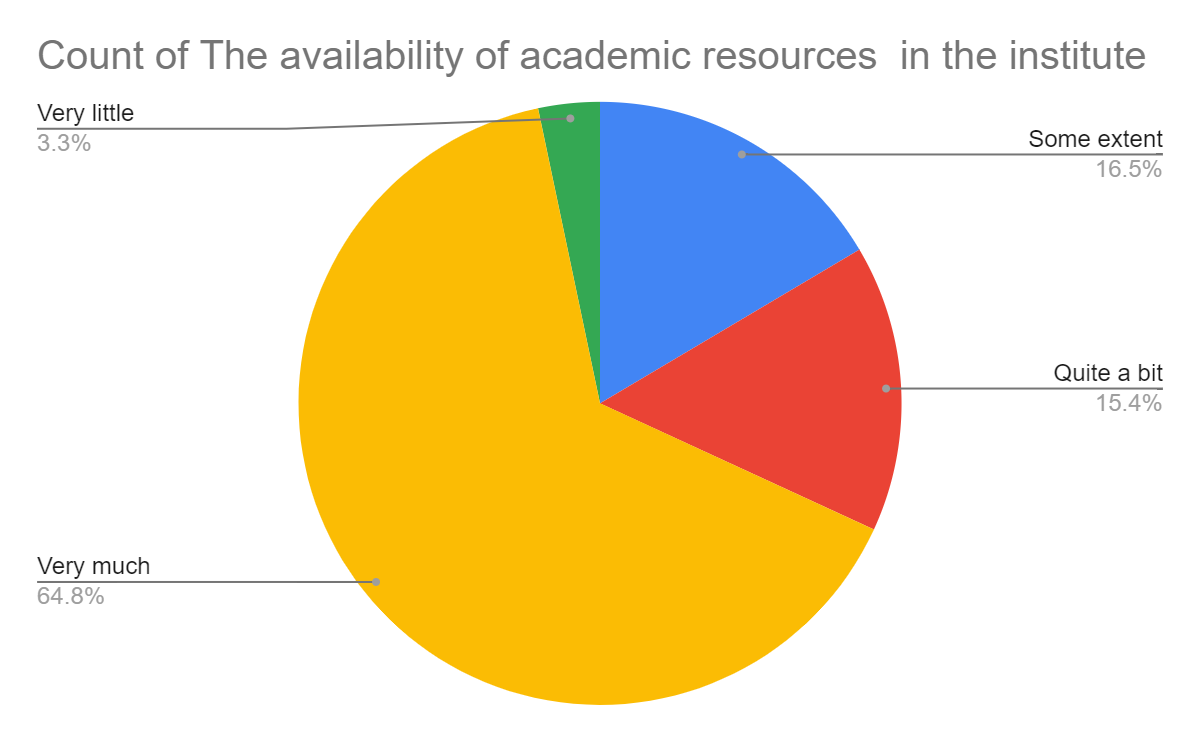 Count of The availability of academic resources  in the institute
Very little
3.3%
Some extent
16.5%
Quite a bit
15.4%
Very much
64.8%